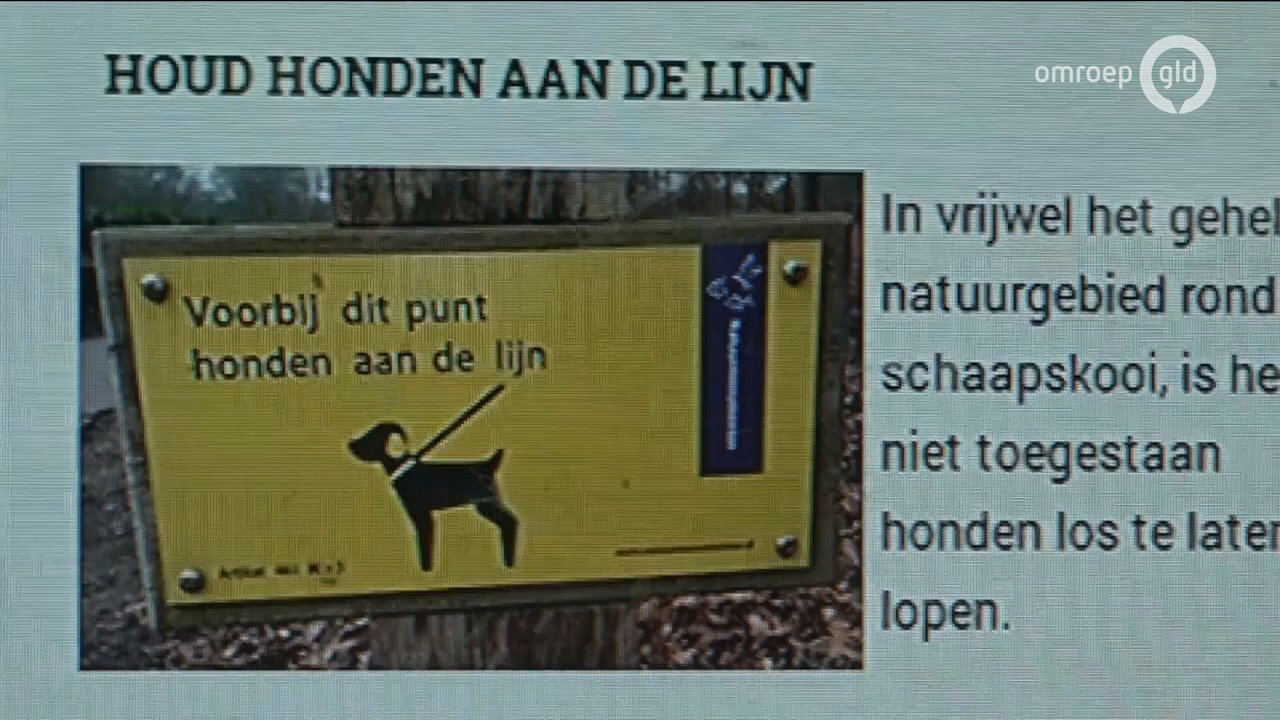 HOUD HONDEN AAN DE LIJN
omroep gld
Voorbij dit punt
honden aan de lijn
In vrijwel het gehel
natuurgebied rond
schaapskooi, is he
niet toegestaan
honden los te later
lopen.